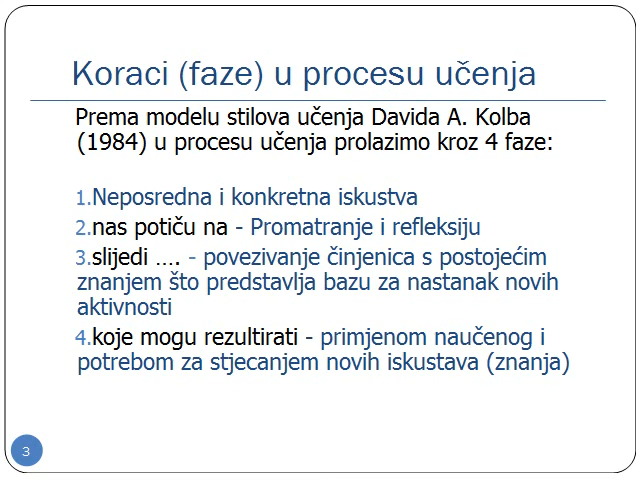 Koraci (faze) u procesu učenja
Prema modelu stilova učenja Davida A. Kolba
(1984) u procesu učenja prolazimo kroz 4 faze:
1.Neposredna i konkretna iskustva
2.nas potiču na - Promatranje i refleksiju
3.slijedi …. - povezivanje činjenica s postojećim
znanjem što predstavlja bazu za nastanak novih
aktivnosti
4.koje mogu rezultirati - primjenom naučenog i
potrebom za stjecanjem novih iskustava (znanja)
3